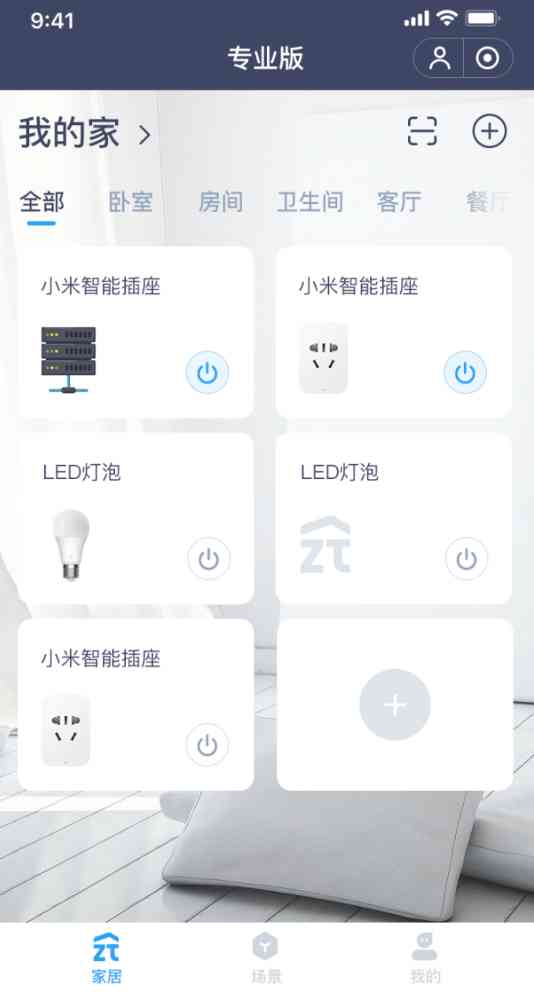 9:41
专业版
我的家
全部 卧室 房间 卫生间 客厅 餐厅
小米智能插座 小米智能插座
LED灯泡 LED灯泡
zt
小米智能插座
zt
家居 场景 我的